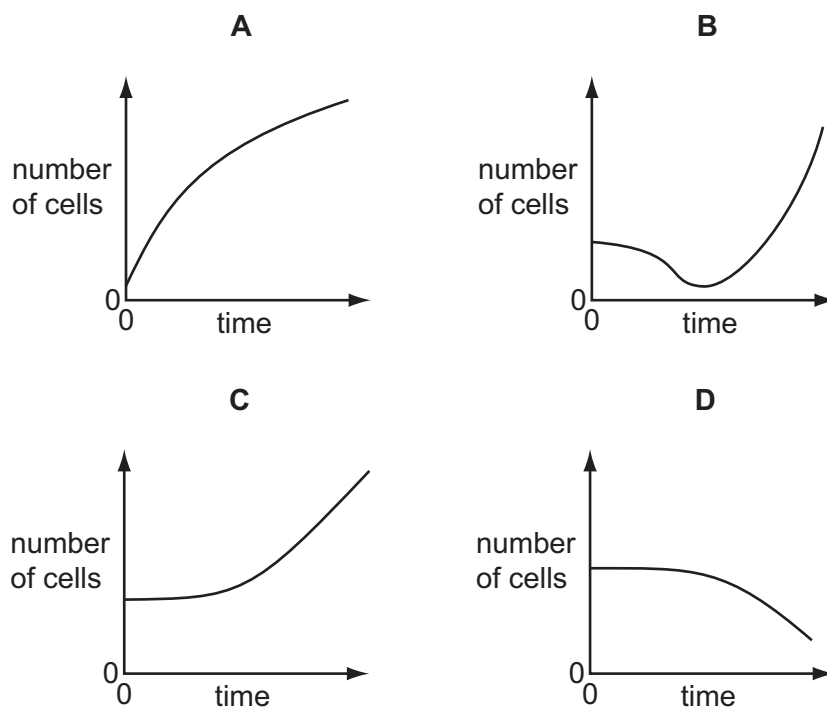 A
number
of cells
0
0
time
B
number
of cells
0
0
time
C
number
of cells
0
0
time
D
number
of cells
0
0
time